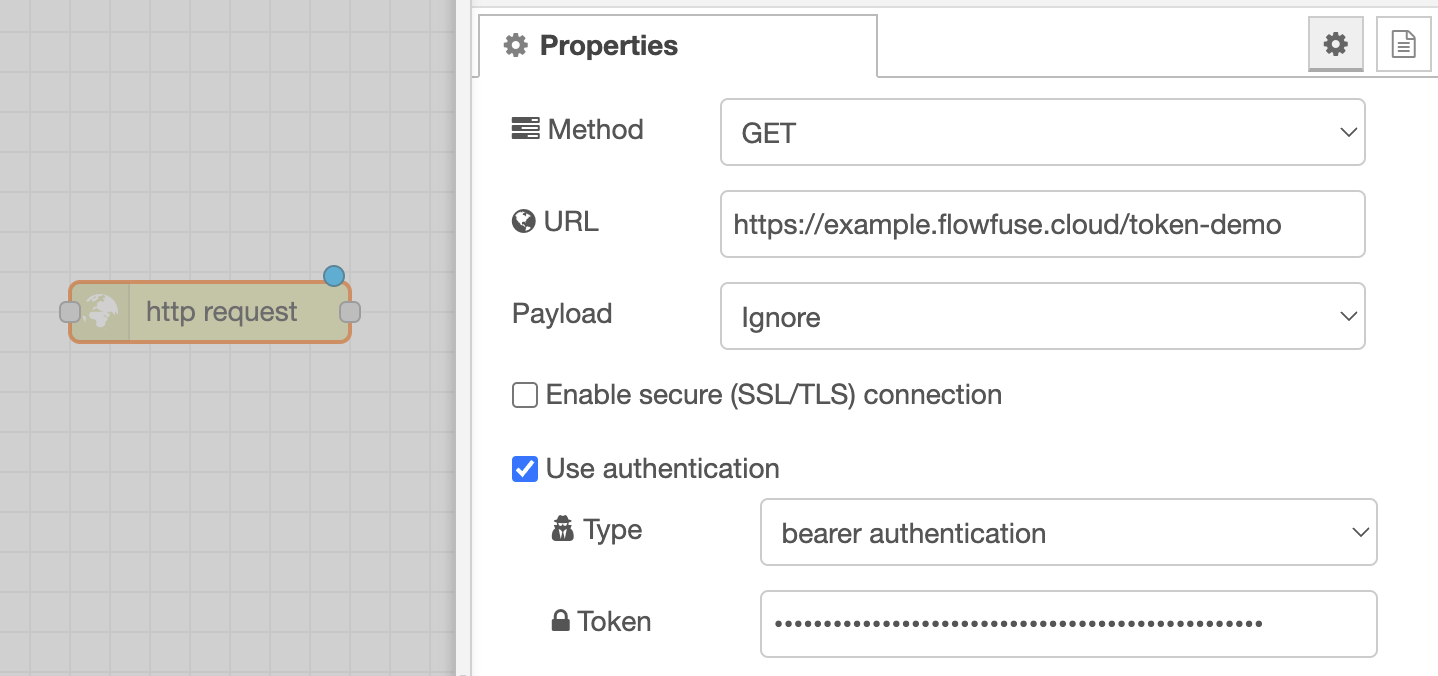 Properties
Method
GET
URL
https://example.flowfuse.cloud/token-demo
http request
Payload
Ignore
Enable secure (SSL/TLS) connection
Use authentication
Type
bearer authentication
Token